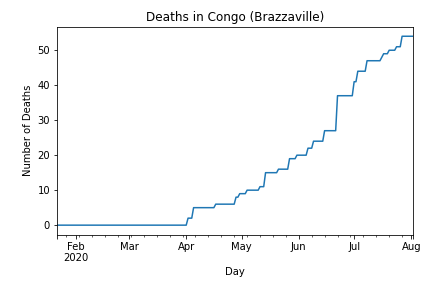 Deaths in Congo (Brazzaville)
Number of Deaths
50
40
30
20
10
0
Feb Mar Apr May Jun Jul Aug
2020
Day